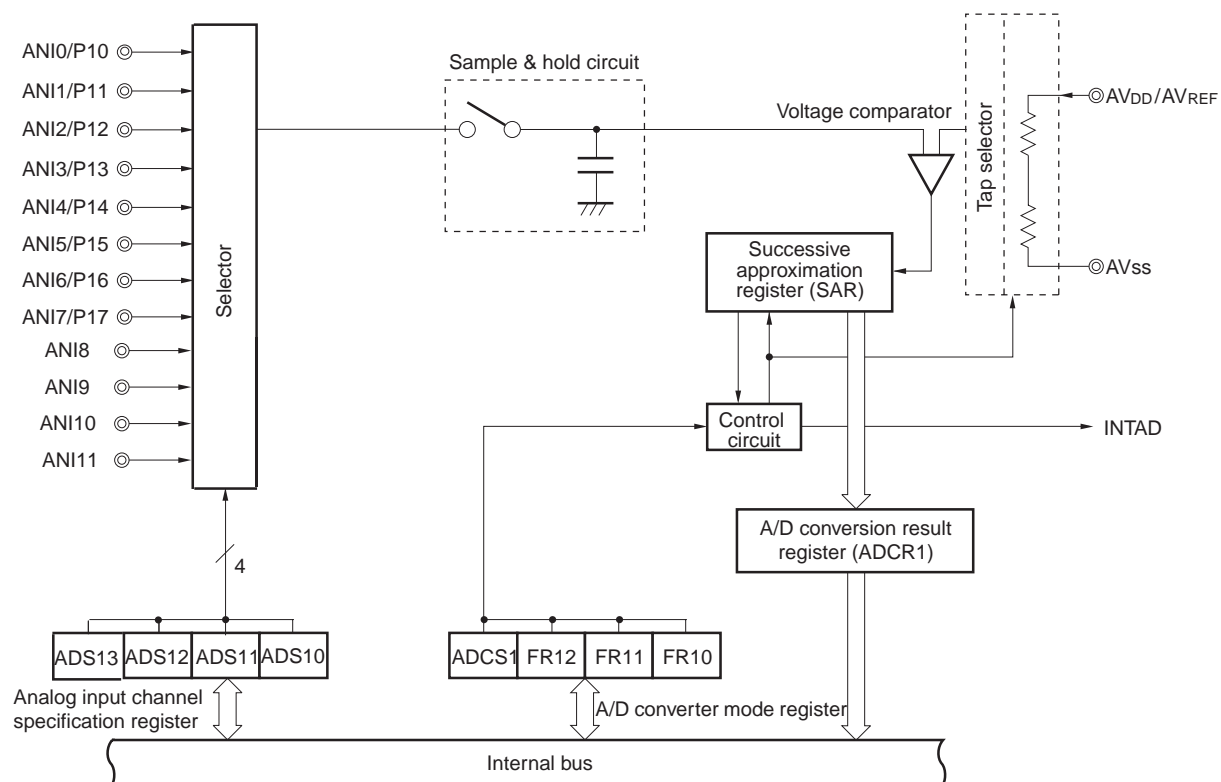 ANI0/P10
ANI1/P11
ANI2/P12
ANI3/P13
ANI4/P14
ANI5/P15
ANI6/P16
ANI7/P17
ANI8
ANI9
ANI10
ANI11
Selector
Sample & hold circuit
Voltage comparator
Tap selector
AVDD/AVREF
AVss
Successive
approximation
register (SAR)
Control
circuit
INTAD
A/D conversion result
register (ADCR1)
4
ADS13
ADS12
ADS11
ADS10
ADCS1
FR12
FR11
FR10
Analog input channel
specification register
A/D converter mode register
Internal bus